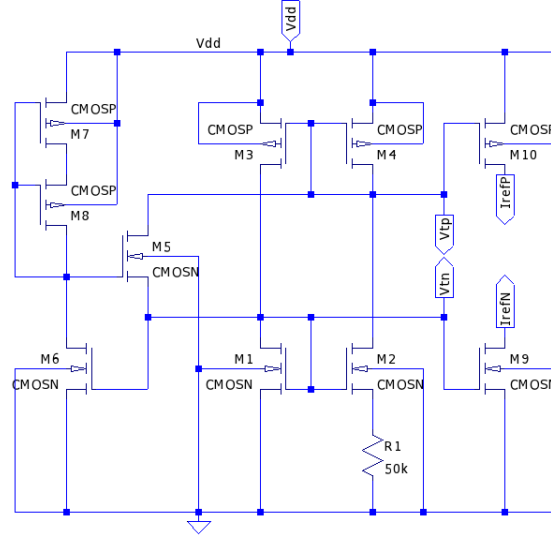 Vdd
Vdd
CMOSP
M7
CMOSP
M3
CMOSP
M4
CMOSP
M10
CMOSP
M8
IrefP
M5
CMOSN
Vtp
Vtn
IrefN
M6
CMOSN
M1
CMOSN
M2
CMOSN
M9
CMOSN
R1
50k